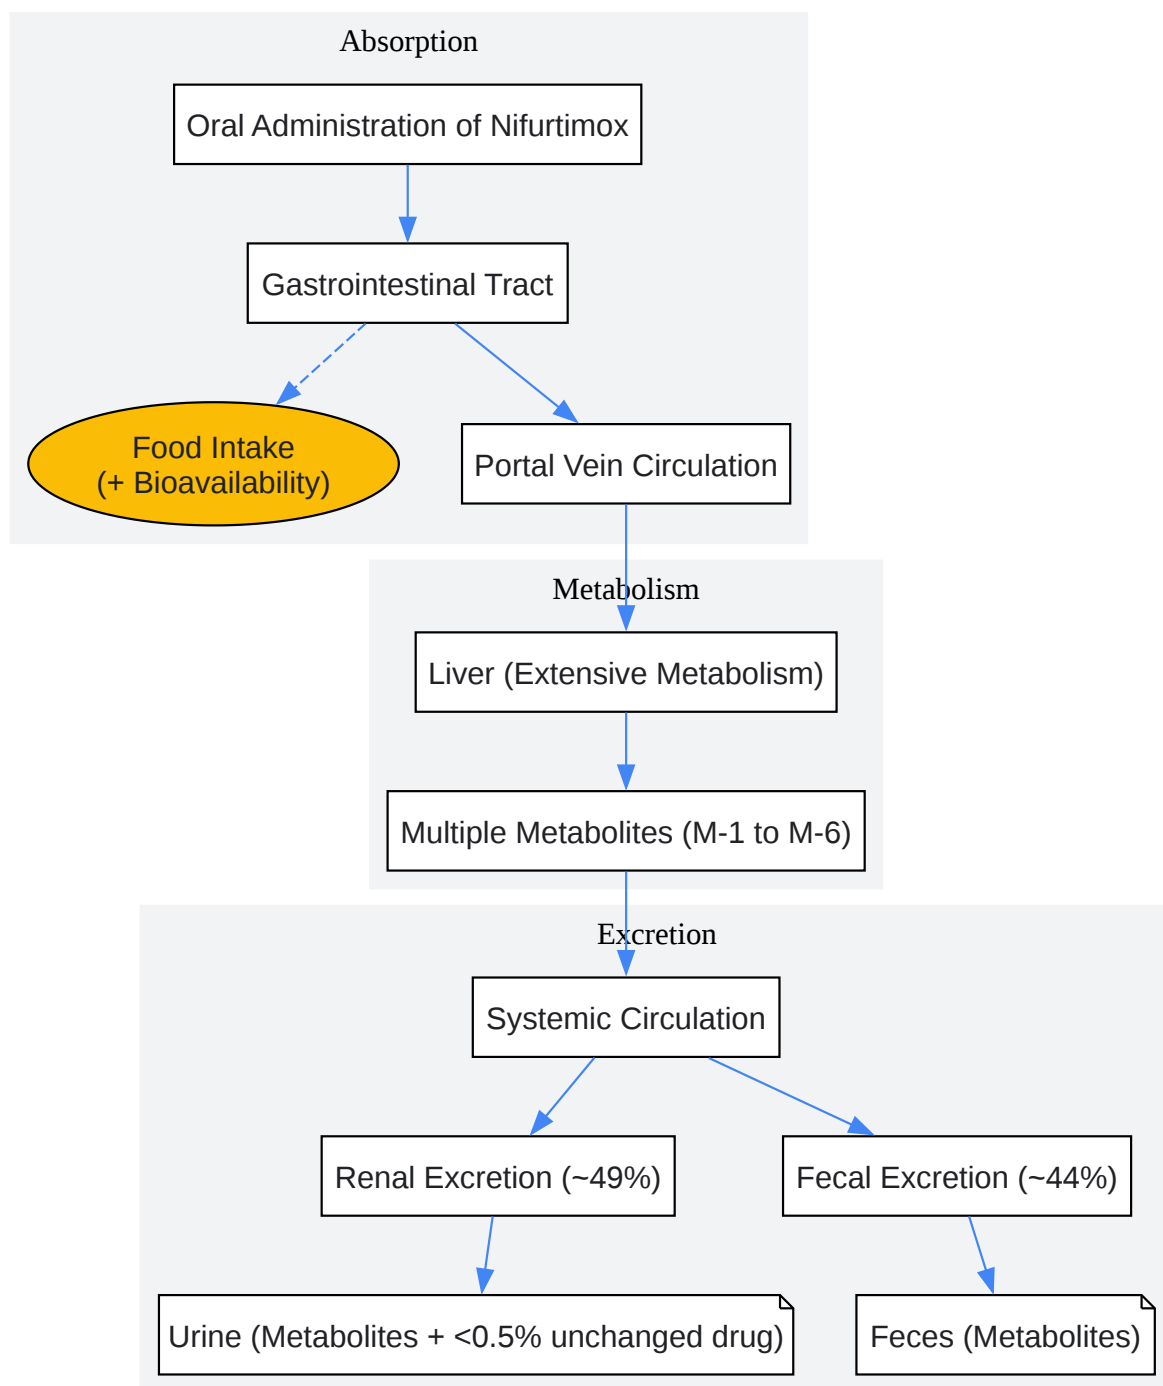 Absorption
Oral Administration of Nifurtimox
Gastrointestinal Tract
Food Intake
(+ Bioavailability)
Portal Vein Circulation
Metabolism
Liver (Extensive Metabolism)
Multiple Metabolites (M-1 to M-6)
Excretion
Systemic Circulation
Renal Excretion (~49%)
Fecal Excretion (~44%)
Urine (Metabolites + <0.5% unchanged drug)
Feces (Metabolites)